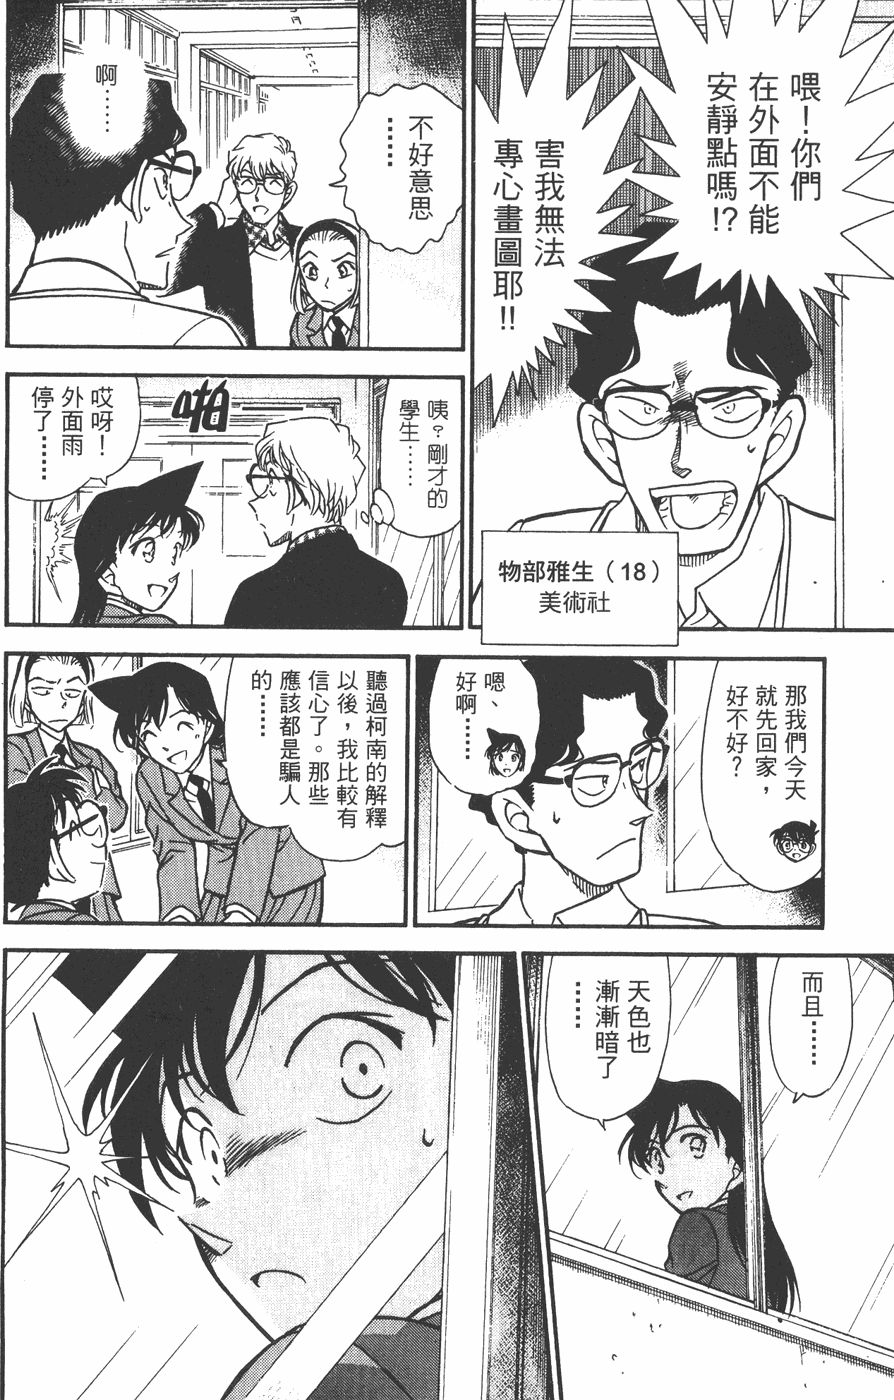 喂！你們
在外面不能
安靜點嗎!?
害我無法
專心畫圖耶!!
物部雅生（18）
美術社
不好意思
……
啊……
咦？剛才的
學生……
啪
哎呀！
外面雨
停了……
那我們今天
就先回家，
好不好？
嗯、
好啊……
聽過柯南的解釋
以後，我比較有
信心了。那些
應該都是騙人
的……
而且……
天色也
漸漸暗了
……